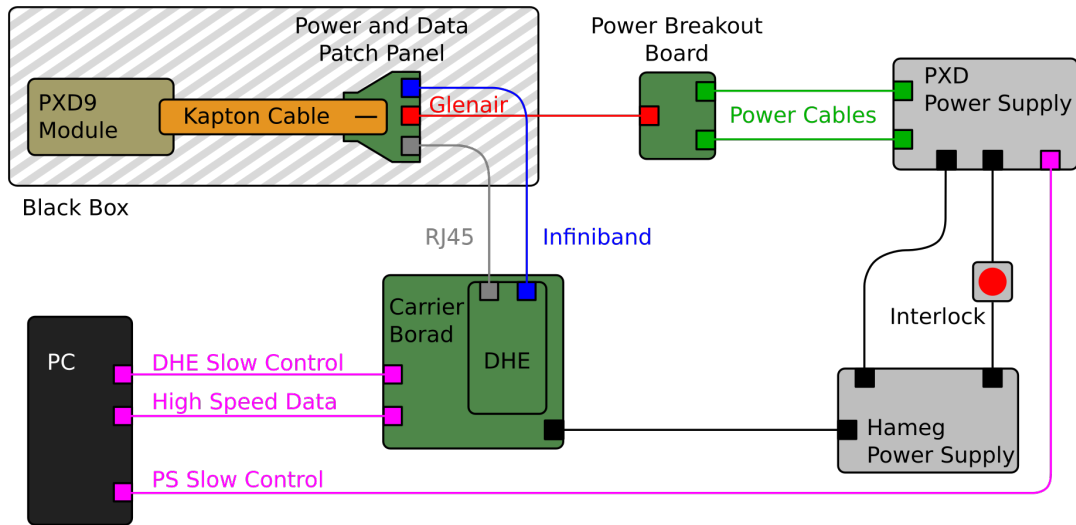 Power and Data
Patch Panel
Power Breakout
Board
PXD
Power Supply
PXD9
Module
Kapton Cable
Glenair
Power Cables
Black Box
RJ45
Infiniband
Carrier
Borad
DHE
Interlock
PC
DHE Slow Control
High Speed Data
Hameg
Power Supply
PS Slow Control